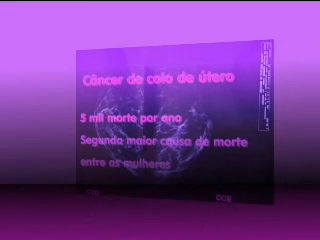 Câncer de colo de útero
5 mil morte por ano
Segunda maior causa de morte
entre as mulheres